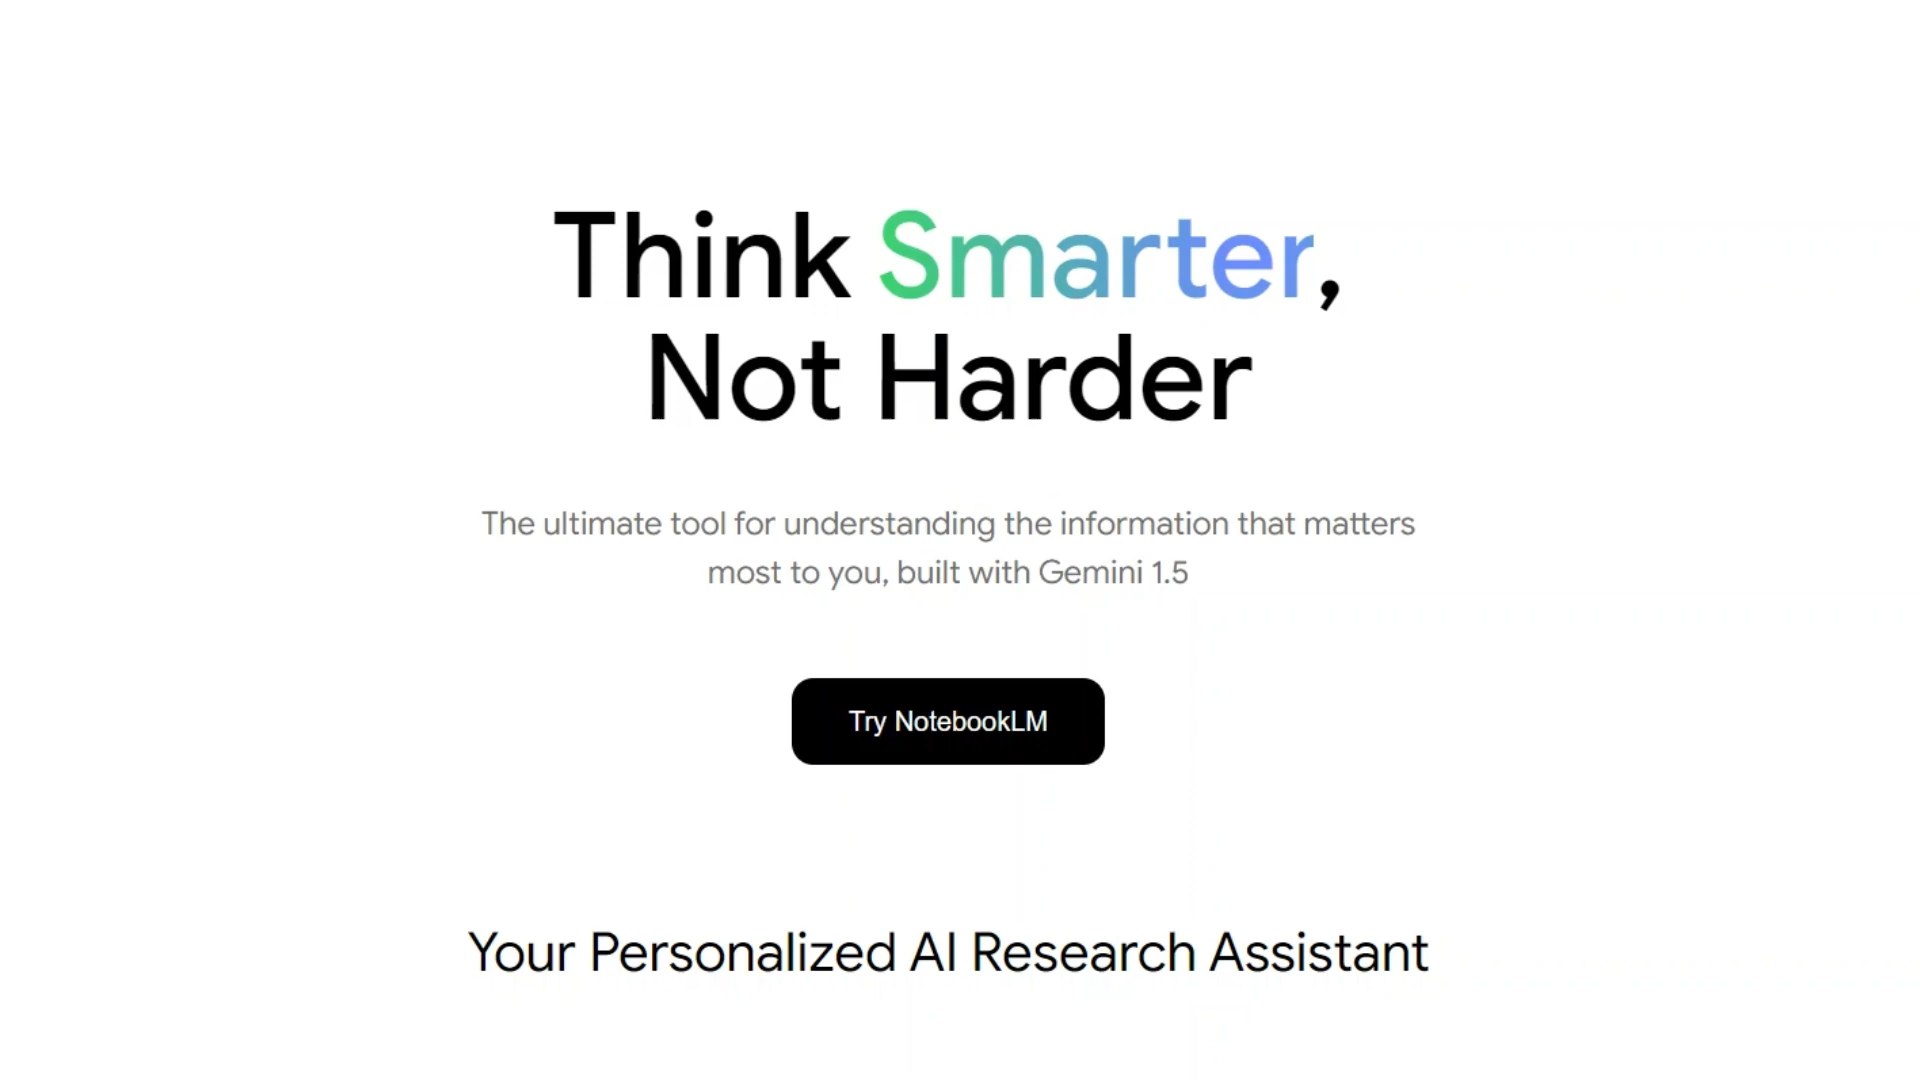 Think Smarter,
Not Harder
The ultimate tool for understanding the information that matters
most to you, built with Gemini 1.5
Try NotebookLM
Your Personalized AI Research Assistant